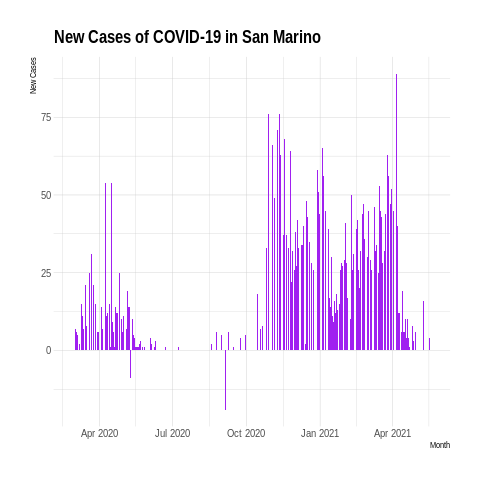 New Cases of COVID-19 in San Marino
New Cases
75
50
25
0
Apr 2020
Jul 2020
Oct 2020
Jan 2021
Apr 2021
Month